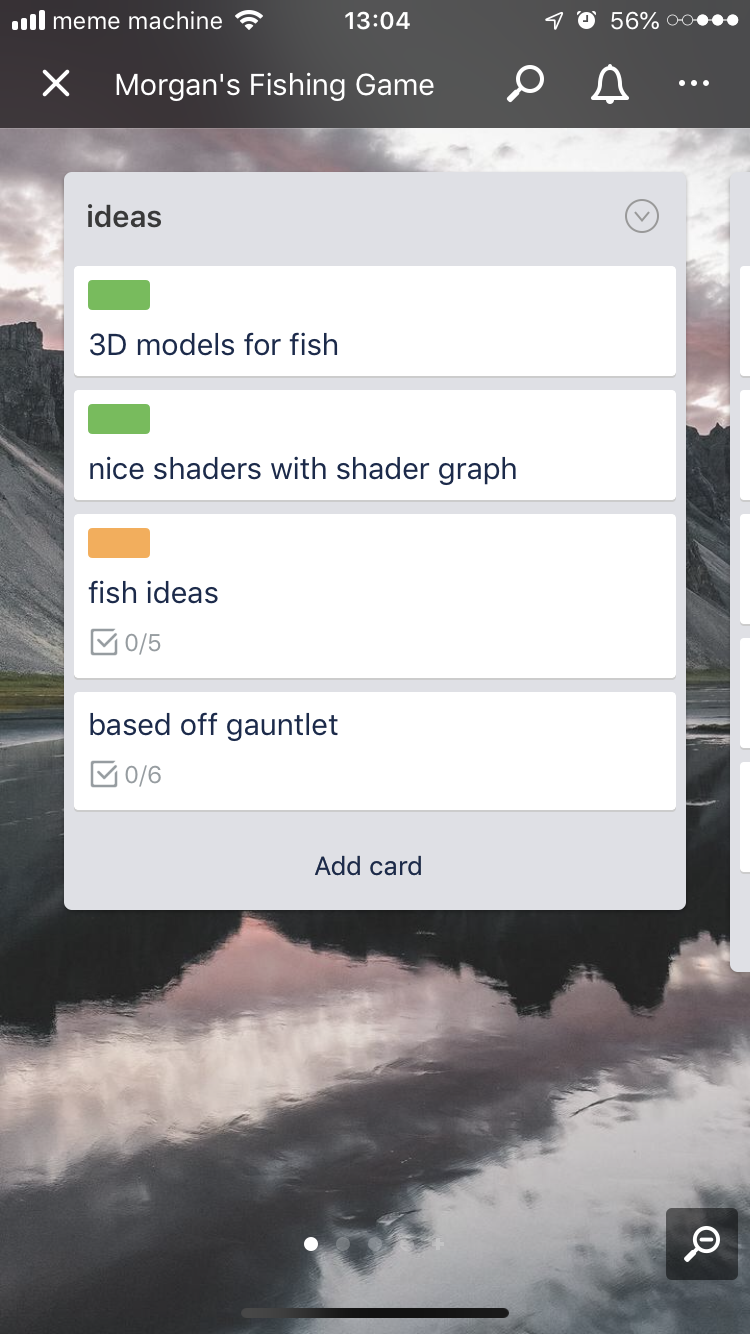 meme machine 13:04 56%
Morgan's Fishing Game
ideas
3D models for fish
nice shaders with shader graph
fish ideas
0/5
based off gauntlet
0/6
Add card